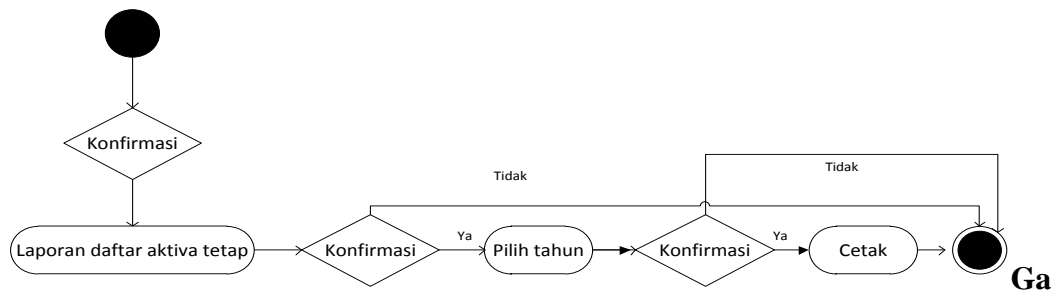 Konfirmasi
Tidak
Tidak
Laporan daftar aktiva tetap
Konfirmasi
Ya
Pilih tahun
Konfirmasi
Ya
Cetak
Ga